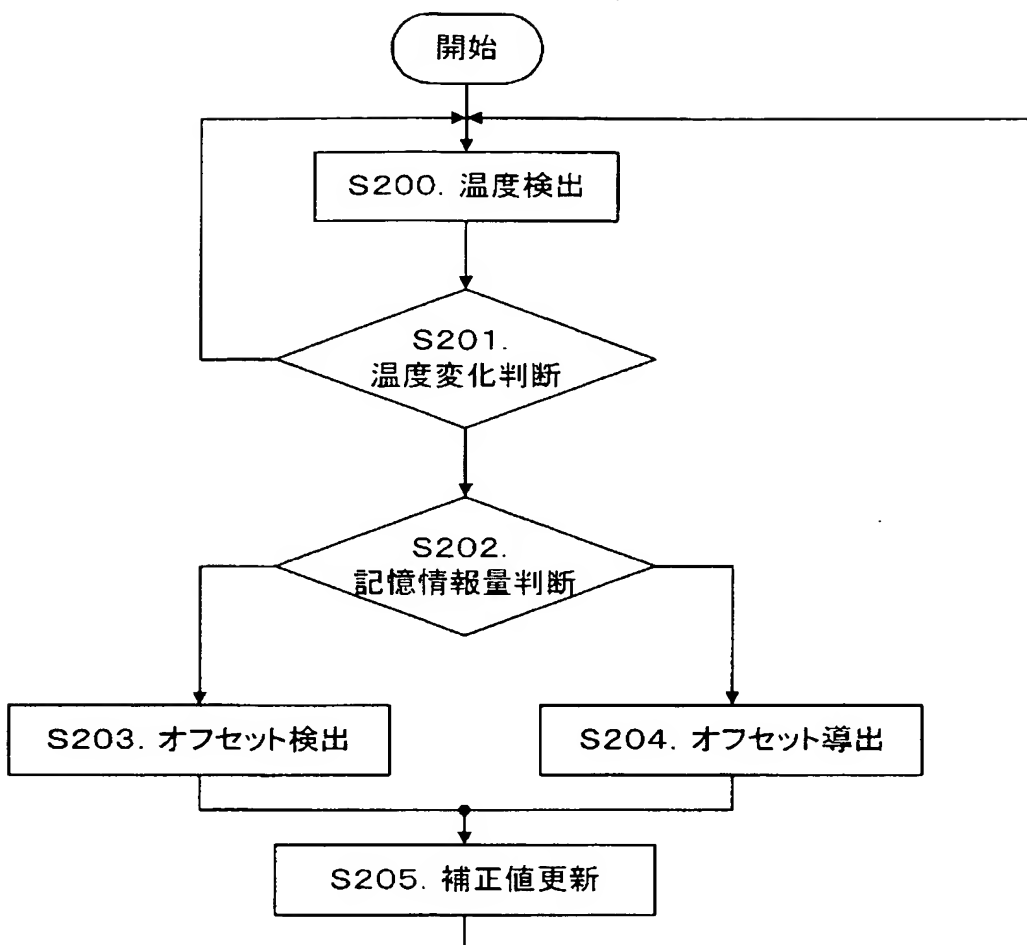 開始
S200. 温度検出
S201.
温度変化判断
S202.
記憶情報量判断
S203. オフセット検出
S204. オフセット導出
S205. 補正値更新